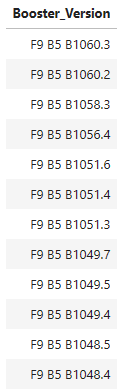 Booster_Version
F9 B5 B1060.3
F9 B5 B1060.2
F9 B5 B1058.3
F9 B5 B1056.4
F9 B5 B1051.6
F9 B5 B1051.4
F9 B5 B1051.3
F9 B5 B1049.7
F9 B5 B1049.5
F9 B5 B1049.4
F9 B5 B1048.5
F9 B5 B1048.4